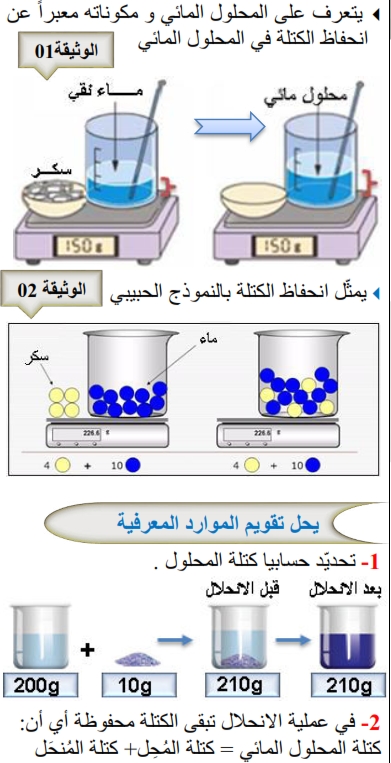 يتعرف على المحلول المائي و مكوناته معبراً عن
انحفاظ الكتلة في المحلول المائي
الوثيقة01
مـــاء نقي
محلول مائي
سكـــر
150 g
150 g
يمثّل انحفاظ الكتلة بالنموذج الحبيبي
الوثيقة 02
سكر
ماء
226.6 g
226.6 g
4 + 10
4 + 10
يحل تقويم الموارد المعرفية
1- تحديّد حسابيا كتلة المحلول .
قبل الانحلال
بعد الانحلال
+
200g
10g
210g
210g
2- في عملية الانحلال تبقى الكتلة محفوظة أي أن:
كتلة المحلول المائي = كتلة المُحِل+ كتلة المُنحَل